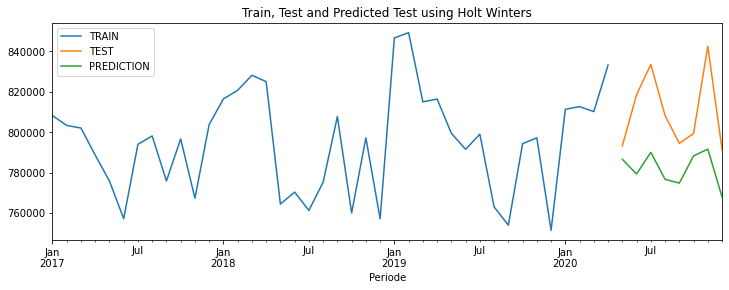 Train, Test and Predicted Test using Holt Winters
TRAIN
TEST
PREDICTION
840000
820000
800000
780000
760000
Jan Jul Jan Jul Jan Jul Jan Jul
2017 2018 2019 2020
Periode